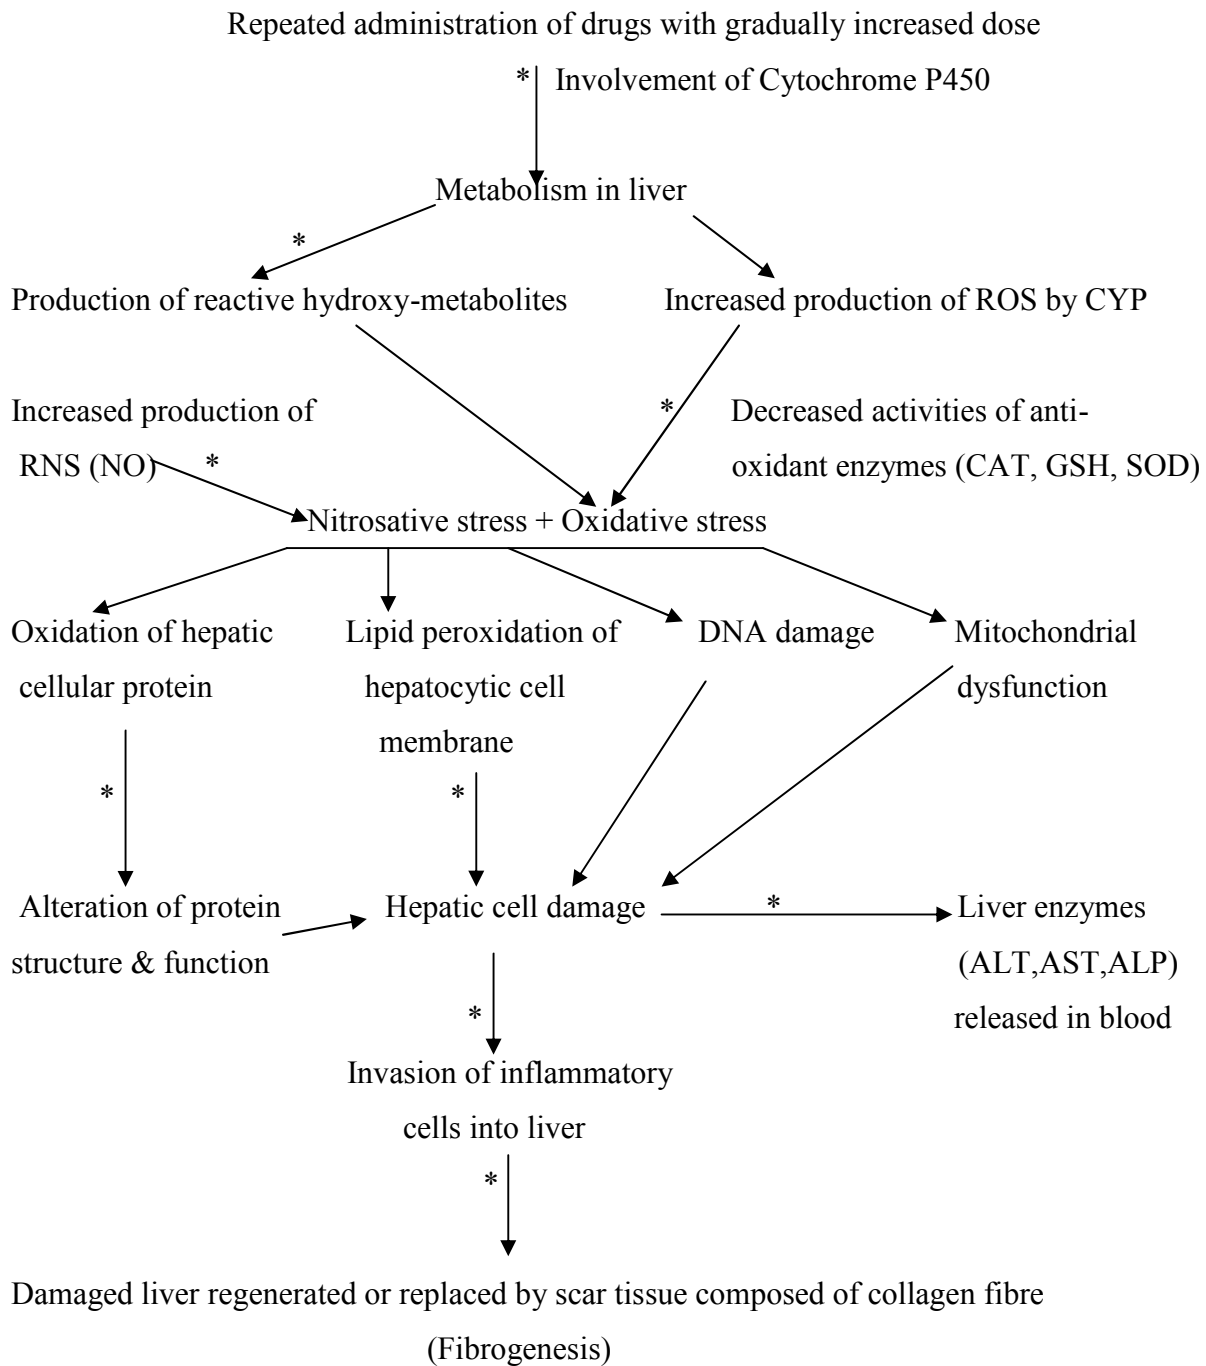 Repeated administration of drugs with gradually increased dose
* Involvement of Cytochrome P450
Metabolism in liver
*
Production of reactive hydroxy-metabolites
Increased production of ROS by CYP
Increased production of
RNS (NO)
*
*
Decreased activities of anti-
oxidant enzymes (CAT, GSH, SOD)
Nitrosative stress + Oxidative stress
Oxidation of hepatic
cellular protein
Lipid peroxidation of
hepatocytic cell
membrane
DNA damage
Mitochondrial
dysfunction
*
*
Alteration of protein
structure & function
Hepatic cell damage
*
Liver enzymes
(ALT,AST,ALP)
released in blood
*
Invasion of inflammatory
cells into liver
*
Damaged liver regenerated or replaced by scar tissue composed of collagen fibre
(Fibrogenesis)